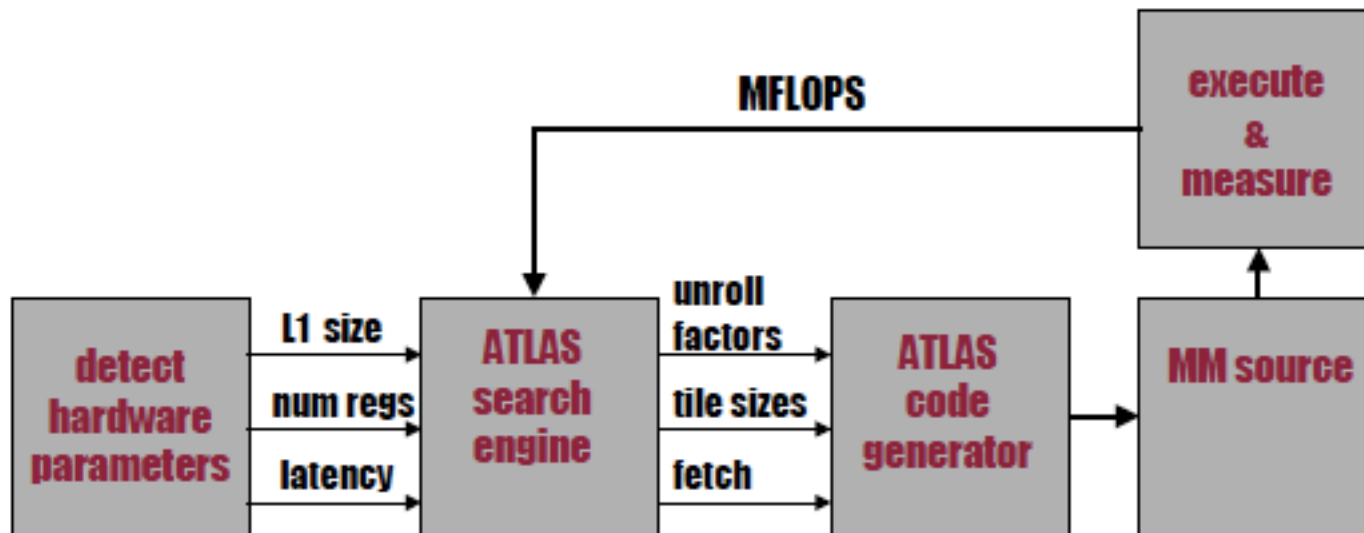 MFLOPS
execute
&
measure
detect
hardware
parameters
L1 size
num regs
latency
ATLAS
search
engine
unroll
factors
tile sizes
fetch
ATLAS
code
generator
MM source